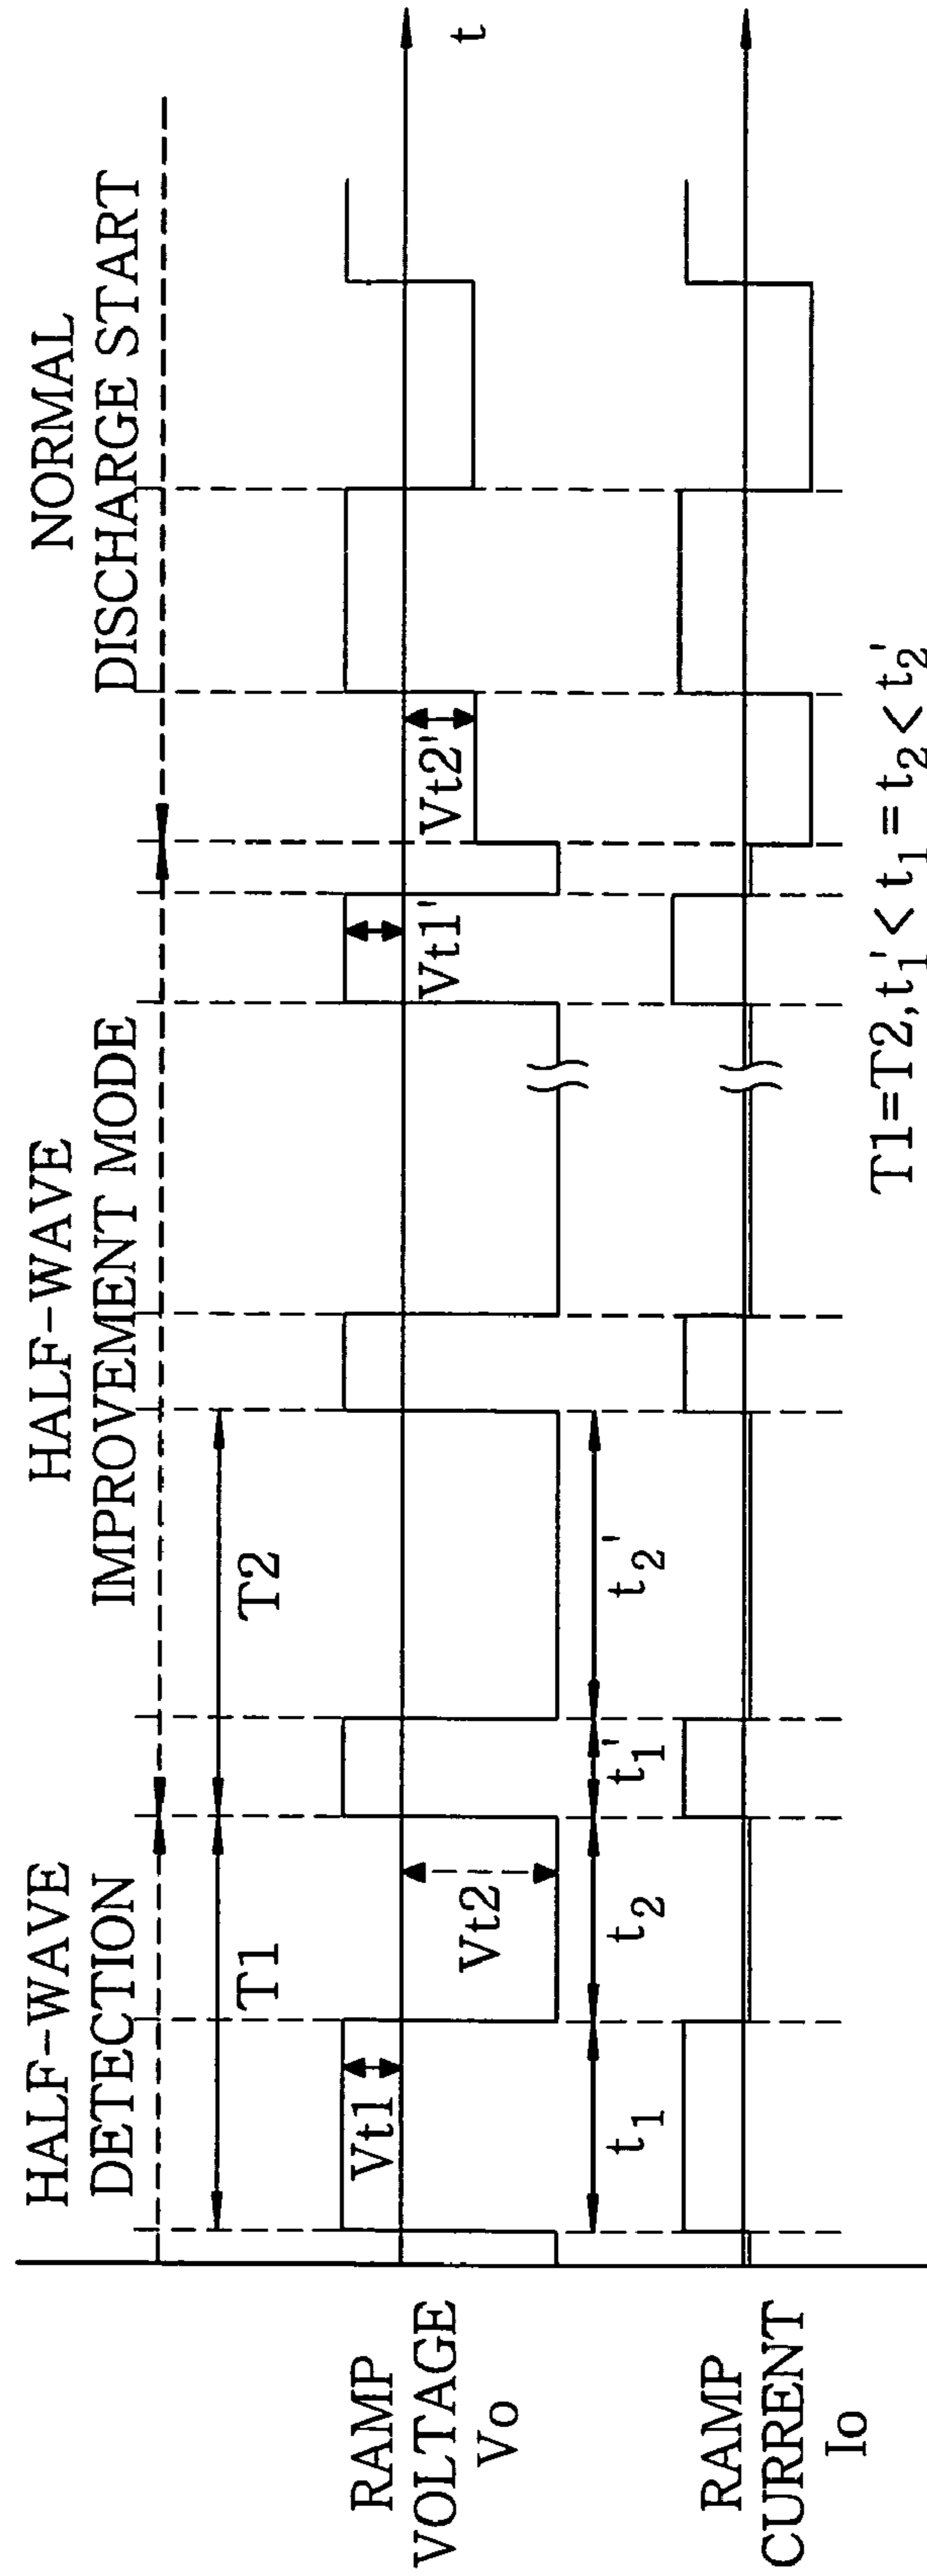 HALF-WAVE
DETECTION
HALF-WAVE
IMPROVEMENT MODE
NORMAL
DISCHARGE START
T1
T2
RAMP
VOLTAGE
Vo
Vt1
Vt2
Vt1'
Vt2'
t
t₁
t₂
t₁'
t₂'
RAMP
CURRENT
Io
T1=T2, t₁' < t₁ = t₂ < t₂'